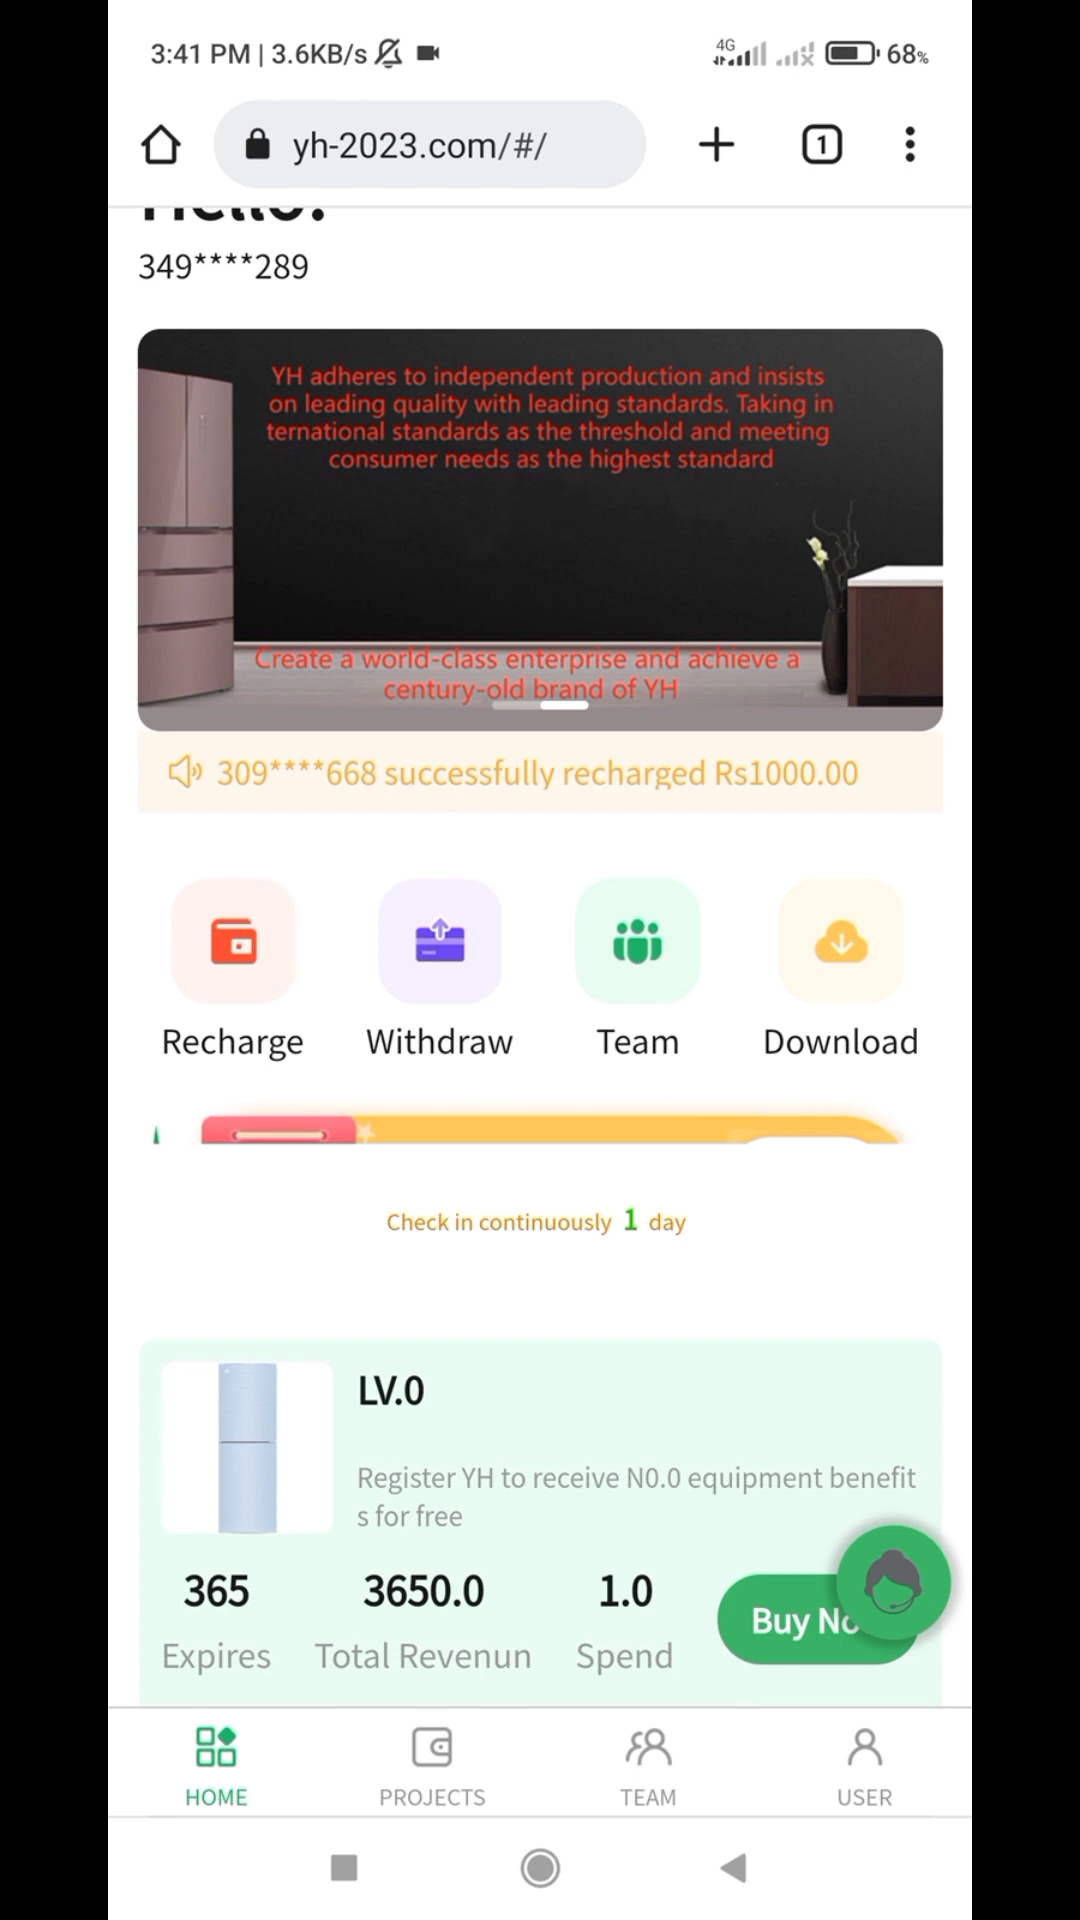 3:41 PM | 3.6KB/s
4G
68%
yh-2023.com/#/
1
Hello!
349****289
YH adheres to independent production and insists
on leading quality with leading standards. Taking in
ternational standards as the threshold and meeting
consumer needs as the highest standard
Create a world-class enterprise and achieve a
century-old brand of YH
309****668 successfully recharged Rs1000.00
Recharge Withdraw Team Download
Check in continuously 1 day
LV.0
Register YH to receive N0.0 equipment benefit
s for free
365 3650.0 1.0
Buy No
Expires Total Revenun Spend
HOME PROJECTS TEAM USER